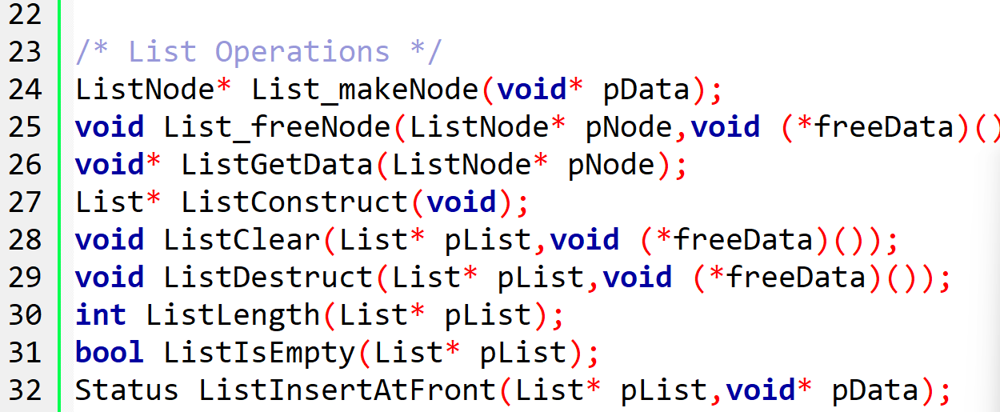 22
23 /* List Operations */
24 ListNode* List_makeNode(void* pData);
25 void List_freeNode(ListNode* pNode,void (*freeData)()
26 void* ListGetData(ListNode* pNode);
27 List* ListConstruct(void);
28 void ListClear(List* pList,void (*freeData)());
29 void ListDestruct(List* pList,void (*freeData)());
30 int ListLength(List* pList);
31 bool ListIsEmpty(List* pList);
32 Status ListInsertAtFront(List* pList,void* pData);